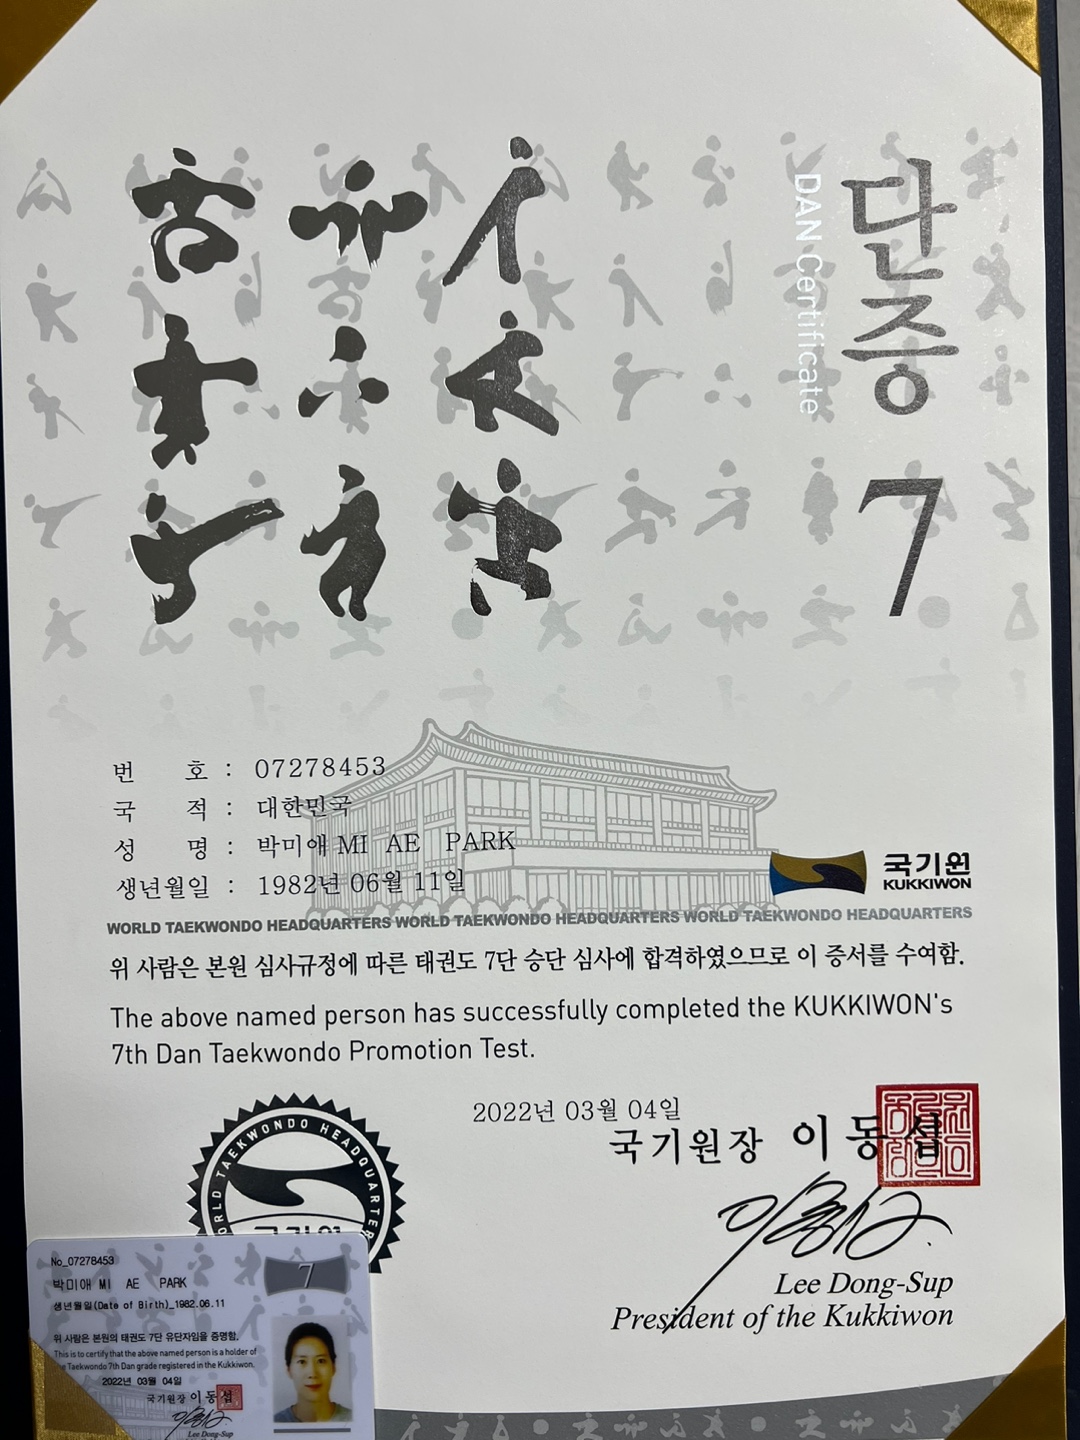 단증
DAN Certificate
7
번 호 : 07278453
국 적 : 대한민국
성 명 : 박미애 MI AE PARK
생년월일 : 1982년 06월 11일
국기원
KUKKIWON
WORLD TAEKWONDO HEADQUARTERS WORLD TAEKWONDO HEADQUARTERS WORLD TAEKWONDO HEADQUARTERS
위 사람은 본원 심사규정에 따른 태권도 7단 승단 심사에 합격하였으므로 이 증서를 수여함.
The above named person has successfully completed the KUKKIWON's
7th Dan Taekwondo Promotion Test.
2022년 03월 04일
국기원장 이동섭
Lee Dong-Sup
President of the Kukkiwon
WORLD TAEKWONDO HEADQUARTER
국기원
No_07278453
7
박미애 MI AE PARK
생년월일(Date of Birth)_1982.06.11
위 사람은 본원의 태권도 7단 유단자임을 증명함.
This is to certify that the above named person is a holder of
Taekwondo 7th Dan grade registered in the Kukkiwon.
2022년 03월 04일
국기원장 이동섭
Lee Dong-Sup